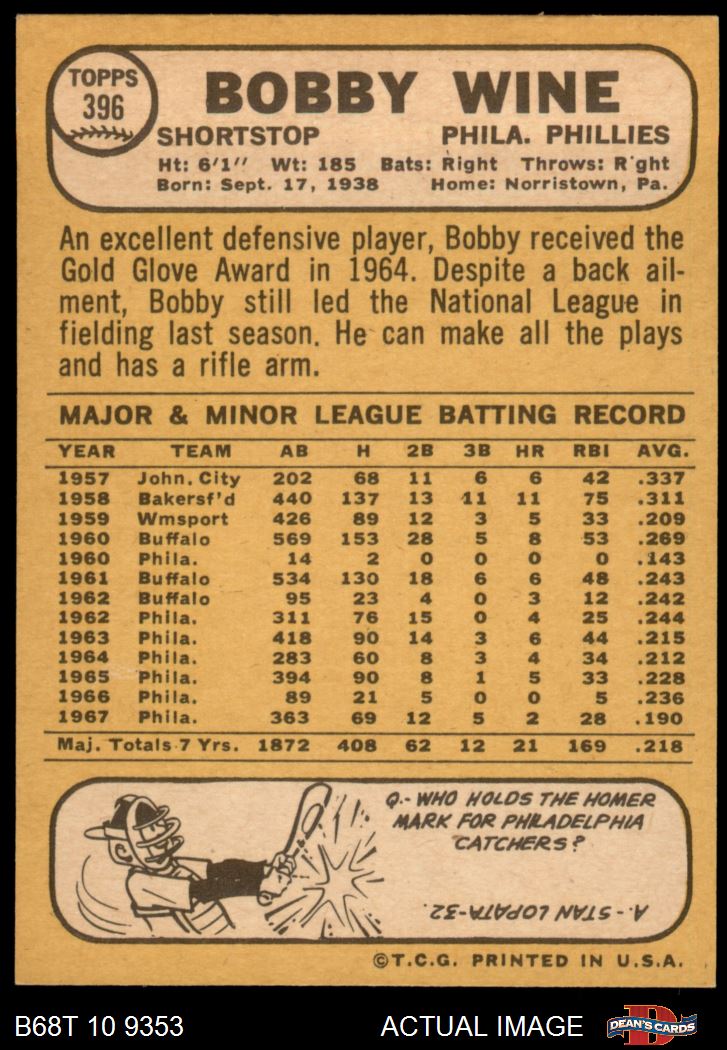 TOPPS
396
BOBBY WINE
SHORTSTOP PHILA. PHILLIES
Ht: 6'1" Wt: 185 Bats: Right Throws: R'ght
Born: Sept. 17, 1938 Home: Norristown, Pa.
An excellent defensive player, Bobby received the
Gold Glove Award in 1964. Despite a back ail-
ment, Bobby still led the National League in
fielding last season. He can make all the plays
and has a rifle arm.
MAJOR & MINOR LEAGUE BATTING RECORD
YEAR TEAM AB H 2B 3B HR RBI AVG.
1957 John. City 202 68 11 6 6 42 .337
1958 Bakersf'd 440 137 13 11 11 75 .311
1959 Wmsport 426 89 12 3 5 33 .209
1960 Buffalo 569 153 28 5 8 53 .269
1960 Phila. 14 2 0 0 0 0 .143
1961 Buffalo 534 130 18 6 6 48 .243
1962 Buffalo 95 23 4 0 3 12 .242
1962 Phila. 311 76 15 0 4 25 .244
1963 Phila. 418 90 14 3 6 44 .215
1964 Phila. 283 60 8 3 4 34 .212
1965 Phila. 394 90 8 1 5 33 .228
1966 Phila. 89 21 5 0 0 5 .236
1967 Phila. 363 69 12 5 2 28 .190
Maj. Totals 7 Yrs. 1872 408 62 12 21 169 .218
Q.- WHO HOLDS THE HOMER
MARK FOR PHILADELPHIA
CATCHERS?
A- STAN LOPATA-32.
©T.C.G. PRINTED IN U.S.A.
B68T 10 9353 ACTUAL IMAGE DEAN'S CARDS